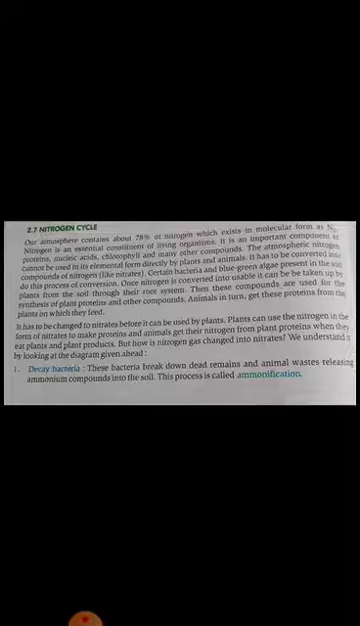 2.7 NITROGEN CYCLE
Our atmosphere contains about 78% of nitrogen which exists in molecular form as N₂.
Nitrogen is an essential constituent of living organisms. It is an important component of
proteins, nucleic acids, chlorophyll and many other compounds. The atmospheric nitrogen
cannot be used in its elemental form directly by plants and animals. It has to be converted into
compounds of nitrogen (like nitrates). Certain bacteria and blue-green algae present in the soil
do this process of conversion. Once nitrogen is converted into usable it can be be taken up by
plants from the soil through their root system. Then these compounds are used for the
synthesis of plant proteins and other compounds. Animals in turn, get these proteins from the
plants on which they feed.
It has to be changed to nitrates before it can be used by plants. Plants can use the nitrogen in the
form of nitrates to make proteins and animals get their nitrogen from plant proteins when they
eat plants and plant products. But how is nitrogen gas changed into nitrates? We understand it
by looking at the diagram given ahead :
1. Decay bacteria : These bacteria break down dead remains and animal wastes releasing
ammonium compounds into the soil. This process is called ammonification.